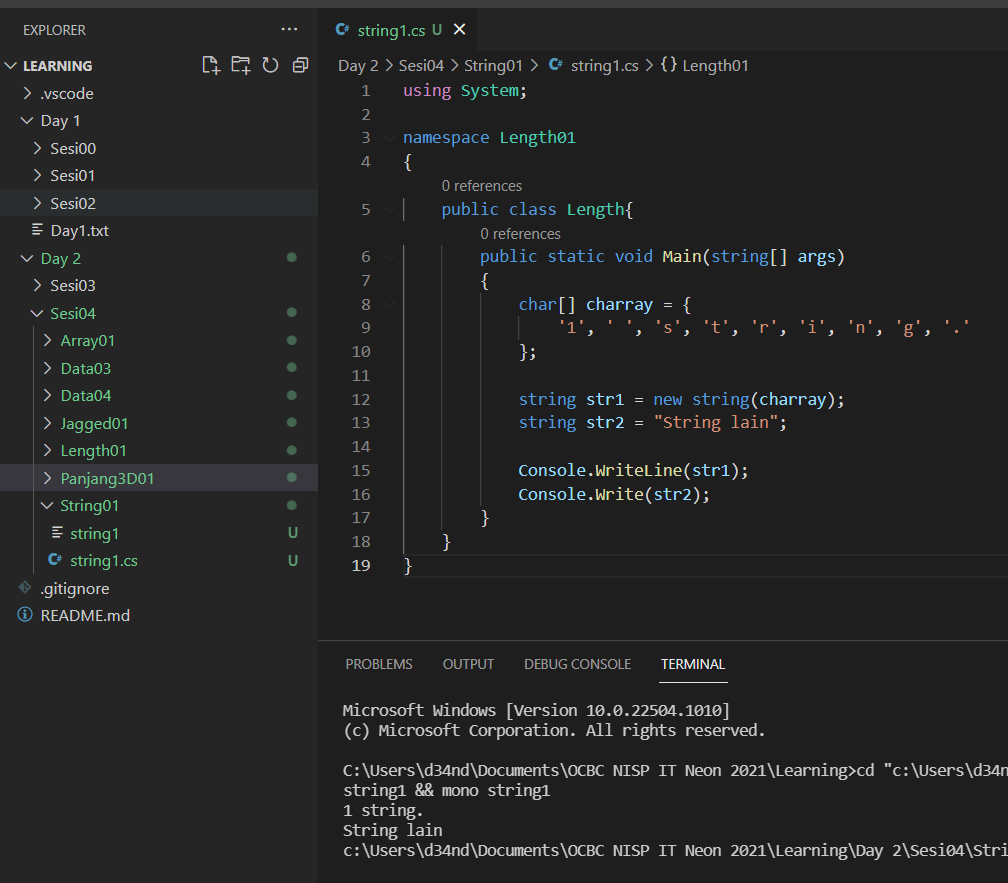 EXPLORER
LEARNING
.vscode
Day 1
Sesi00
Sesi01
Sesi02
Day1.txt
Day 2
Sesi03
Sesi04
Array01
Data03
Data04
Jagged01
Length01
Panjang3D01
String01
string1 U
string1.cs U
.gitignore
README.md
string1.cs U
Day 2 > Sesi04 > String01 > string1.cs > {} Length01
1 using System;
2
3 namespace Length01
4 {
0 references
5 public class Length{
0 references
6 public static void Main(string[] args)
7 {
8 char[] charray = {
9 '1', ' ', 's', 't', 'r', 'i', 'n', 'g', '.'
10 };
11
12 string str1 = new string(charray);
13 string str2 = "String lain";
14
15 Console.WriteLine(str1);
16 Console.Write(str2);
17 }
18 }
19 }
PROBLEMS OUTPUT DEBUG CONSOLE TERMINAL
Microsoft Windows [Version 10.0.22504.1010]
(c) Microsoft Corporation. All rights reserved.
C:\Users\d34nd\Documents\OCBC NISP IT Neon 2021\Learning>cd "c:\Users\d34n
string1 && mono string1
1 string.
String lain
c:\Users\d34nd\Documents\OCBC NISP IT Neon 2021\Learning\Day 2\Sesi04\Stri